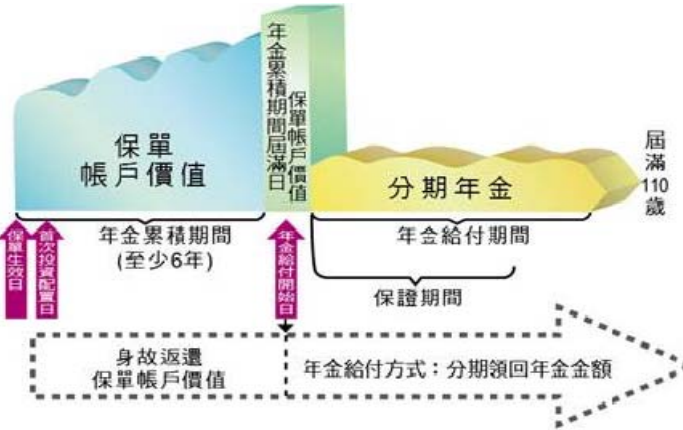 保單
帳戶價值
年金累積期間屆滿日
保單帳戶價值
分期年金
屆滿
110
歲
保單生效日
首次投資配置日
年金累積期間
(至少6年)
年金給付開始日
年金給付期間
保證期間
身故返還
保單帳戶價值
年金給付方式：分期領回年金金額